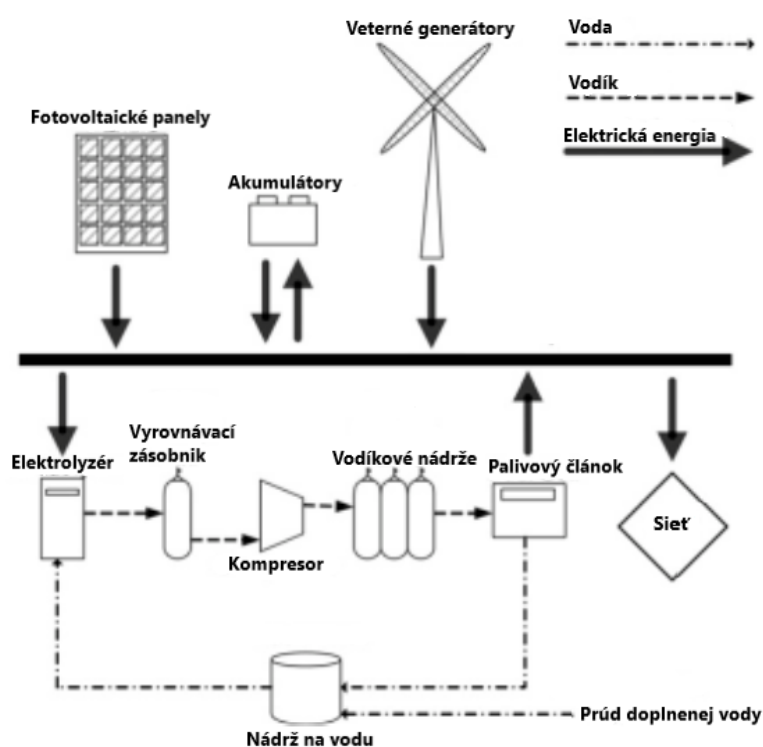 Veterné generátory
Voda
Vodík
Elektrická energia
Fotovoltaické panely
Akumulátory
Elektrolyzér
Vyrovnávací
zásobnik
Kompresor
Vodíkové nádrže
Palivový článok
Sieť
Prúd doplnenej vody
Nádrž na vodu